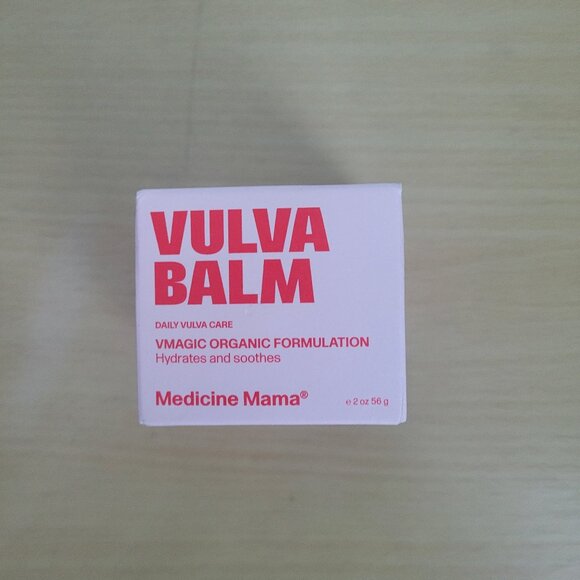 VULVA
BALM
DAILY VULVA CARE
VMAGIC ORGANIC FORMULATION
Hydrates and soothes
Medicine Mama®
e 2 oz 56 g